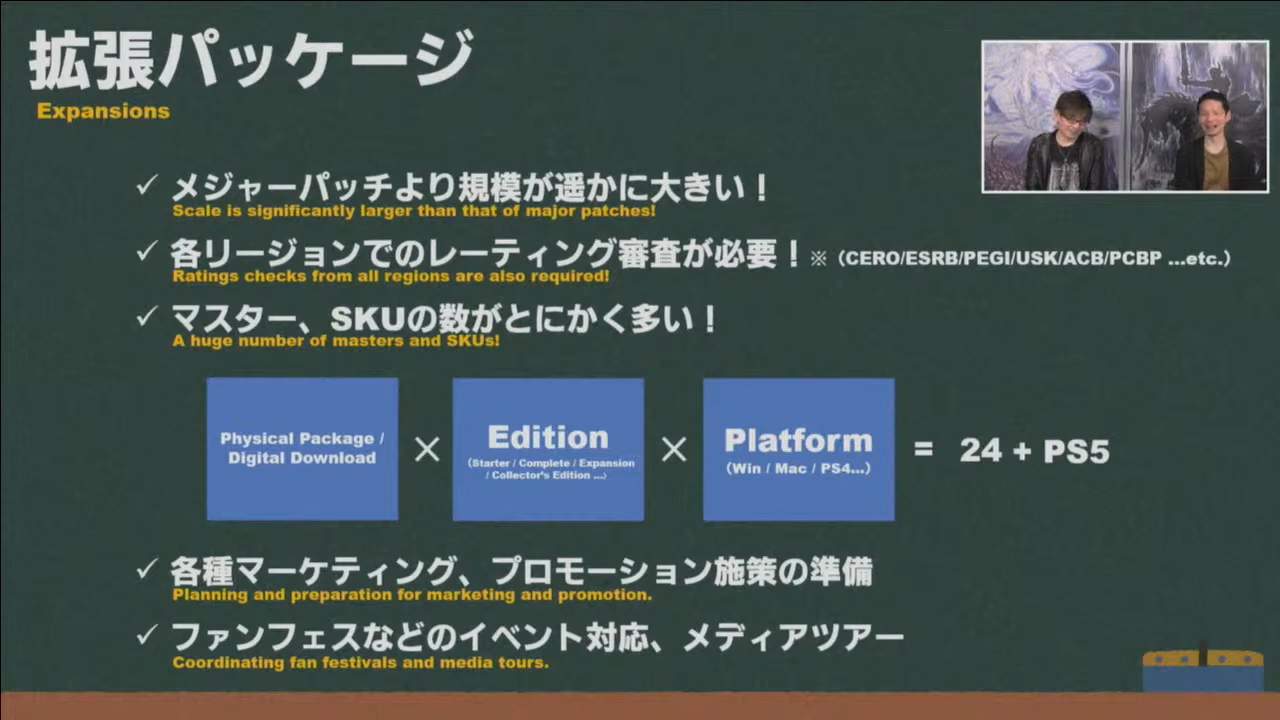 拡張パッケージ
Expansions
✓ メジャーパッチより規模が遥かに大きい！
Scale is significantly larger than that of major patches!
✓ 各リージョンでのレーティング審査が必要！※（CERO/ESRB/PEGI/USK/ACB/PCBP ...etc.）
Ratings checks from all regions are also required!
✓ マスター、SKUの数がとにかく多い！
A huge number of masters and SKUs!
Physical Package /
Digital Download
×
Edition
（Starter / Complete / Expansion
/ Collector's Edition ...）
×
Platform
（Win / Mac / PS4...）
= 24 + PS5
✓ 各種マーケティング、プロモーション施策の準備
Planning and preparation for marketing and promotion.
✓ ファンフェスなどのイベント対応、メディアツアー
Coordinating fan festivals and media tours.